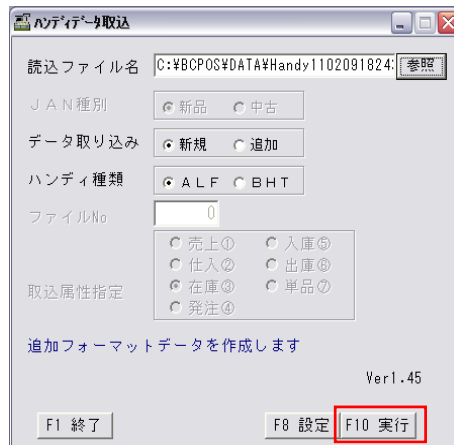 ﾊﾝﾃﾞｨﾃﾞｰﾀ取込
読込ファイル名 C:¥BCPOS¥DATA¥Handy1102091824: 参照
ＪＡＮ種別 新品 中古
データ取り込み 新規 追加
ハンディ種類 ＡＬＦ ＢＨＴ
ファイルNo 0
売上① 入庫⑤
仕入② 出庫⑥
取込属性指定 在庫③ 単品⑦
発注④
追加フォーマットデータを作成します
Ver1.45
F1 終了 F8 設定 F10 実行